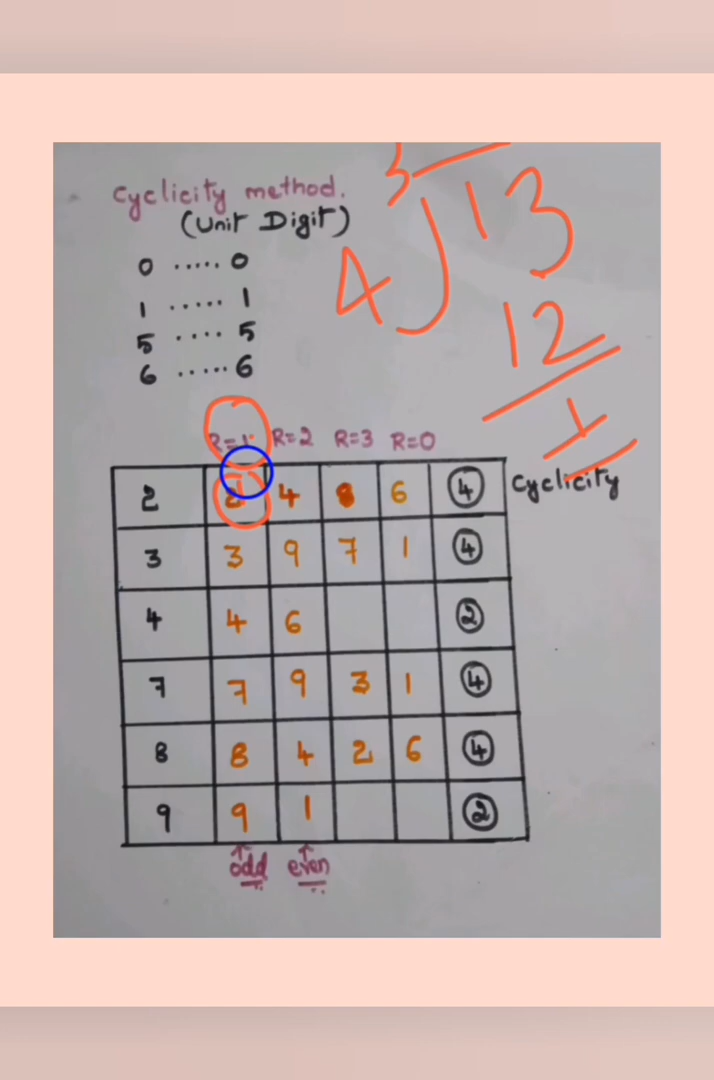 Cyclicity method.
(Unit Digit)
0 ..... 0
1 ...... 1
5 .... 5
6 ..... 6
3
4 13
12
1
R=1 R=2 R=3 R=0
2 2 4 8 6 4 Cyclicity
3 3 9 7 1 4
4 4 6 2
7 7 9 3 1 4
8 8 4 2 6 4
9 9 1 2
odd even